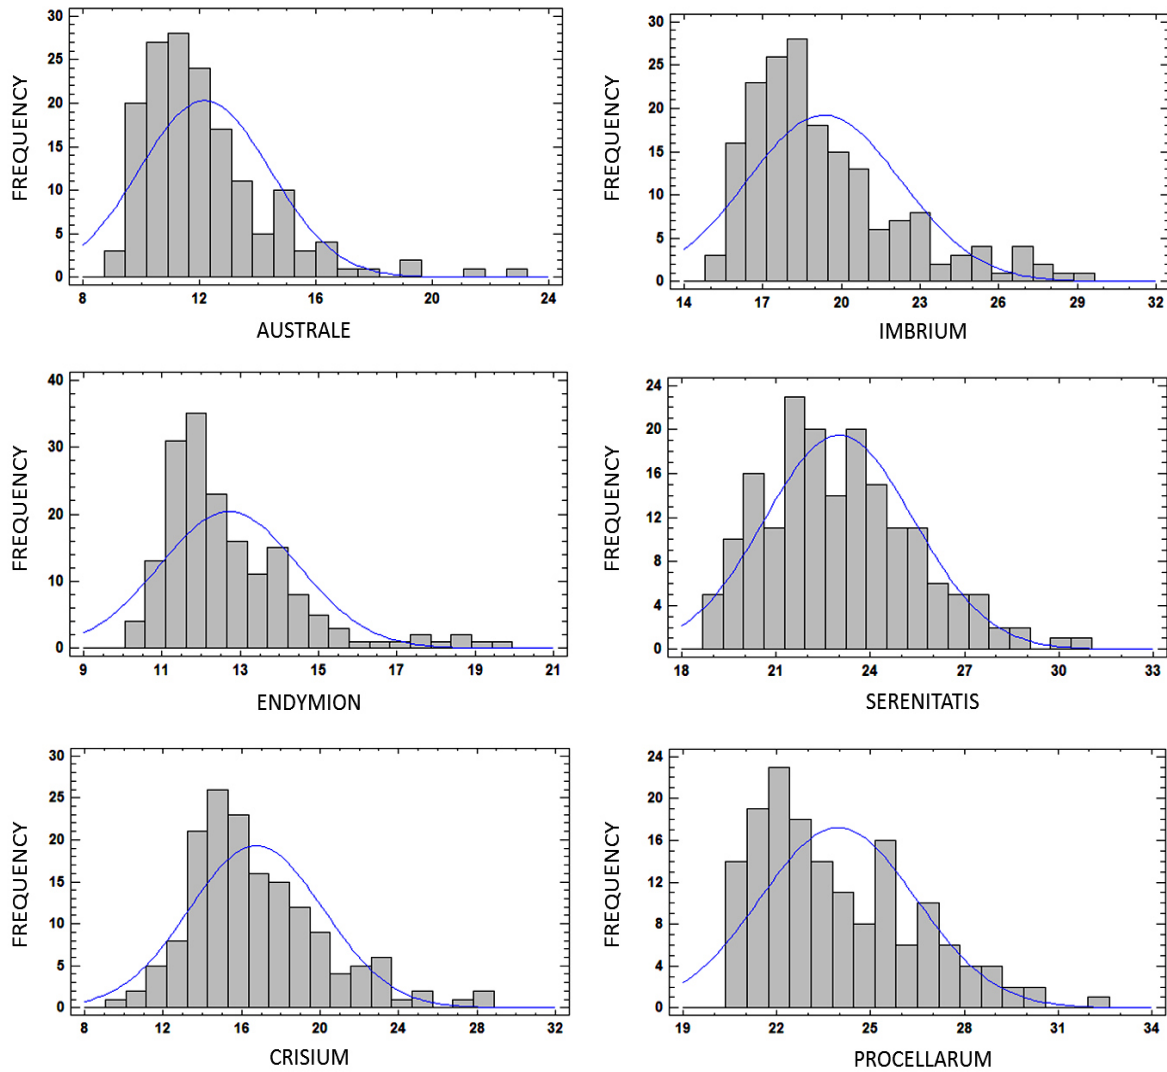 30
25
20
15
10
5
0
FREQUENCY
8 12 16 20 24
AUSTRALE
30
25
20
15
10
5
0
FREQUENCY
14 17 20 23 26 29 32
IMBRIUM
40
30
20
10
0
FREQUENCY
9 11 13 15 17 19 21
ENDYMION
24
20
16
12
8
4
0
FREQUENCY
18 21 24 27 30 33
SERENITATIS
30
25
20
15
10
5
0
FREQUENCY
8 12 16 20 24 28 32
CRISIUM
24
20
16
12
8
4
0
FREQUENCY
19 22 25 28 31 34
PROCELLARUM